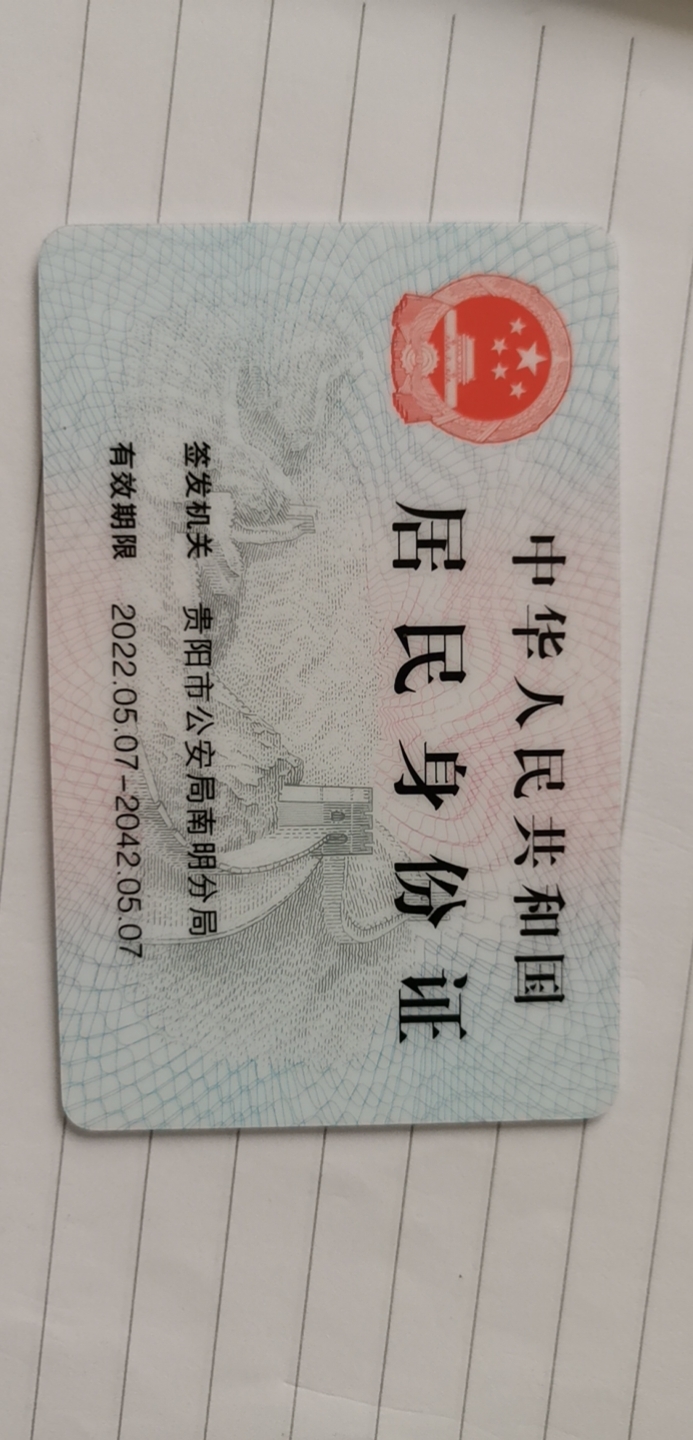 中华人民共和国
居民身份证
签发机关 贵阳市公安局南明分局
有效期限 2022.05.07-2042.05.07